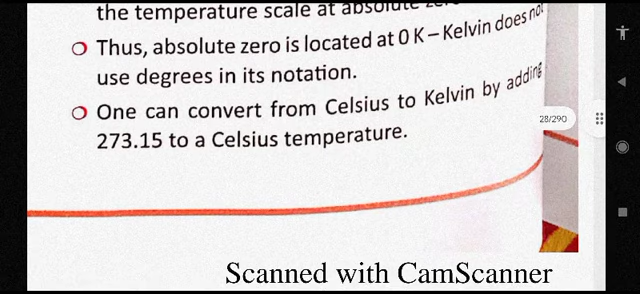 the temperature scale at absolute
Thus, absolute zero is located at 0 K – Kelvin does not
use degrees in its notation.
One can convert from Celsius to Kelvin by adding
273.15 to a Celsius temperature.
28/290
Scanned with CamScanner